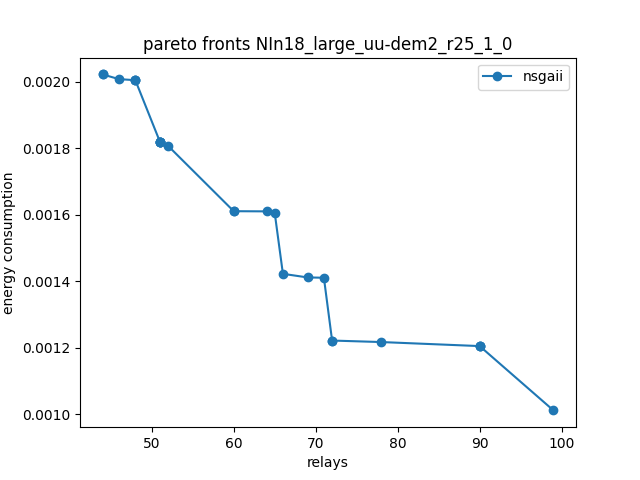 pareto fronts NIn18_large_uu-dem2_r25_1_0
nsgaii
energy consumption
0.0020
0.0018
0.0016
0.0014
0.0012
0.0010
50 60 70 80 90 100
relays